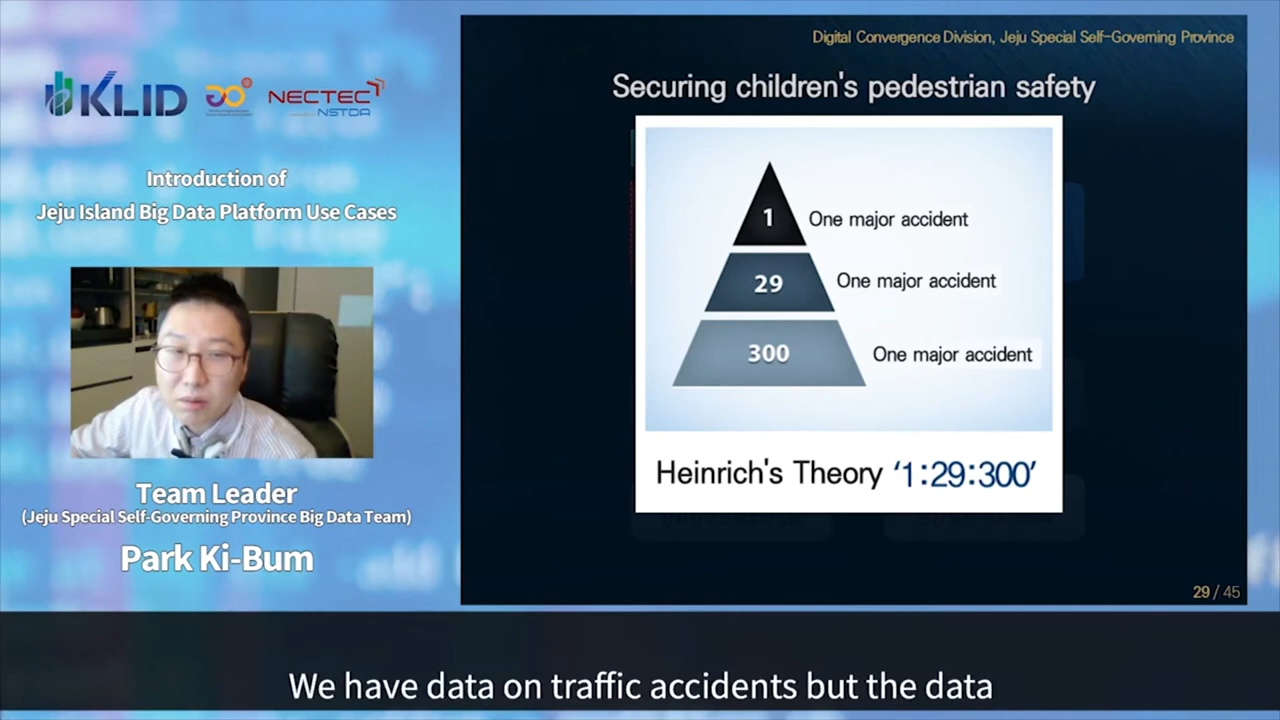 KLID
NECTEC
NSTDA
Introduction of
Jeju Island Big Data Platform Use Cases
Team Leader
(Jeju Special Self-Governing Province Big Data Team)
Park Ki-Bum
Digital Convergence Division, Jeju Special Self-Governing Province
Securing children's pedestrian safety
1 One major accident
29 One major accident
300 One major accident
Heinrich's Theory ‘1:29:300’
29 / 45
We have data on traffic accidents but the data